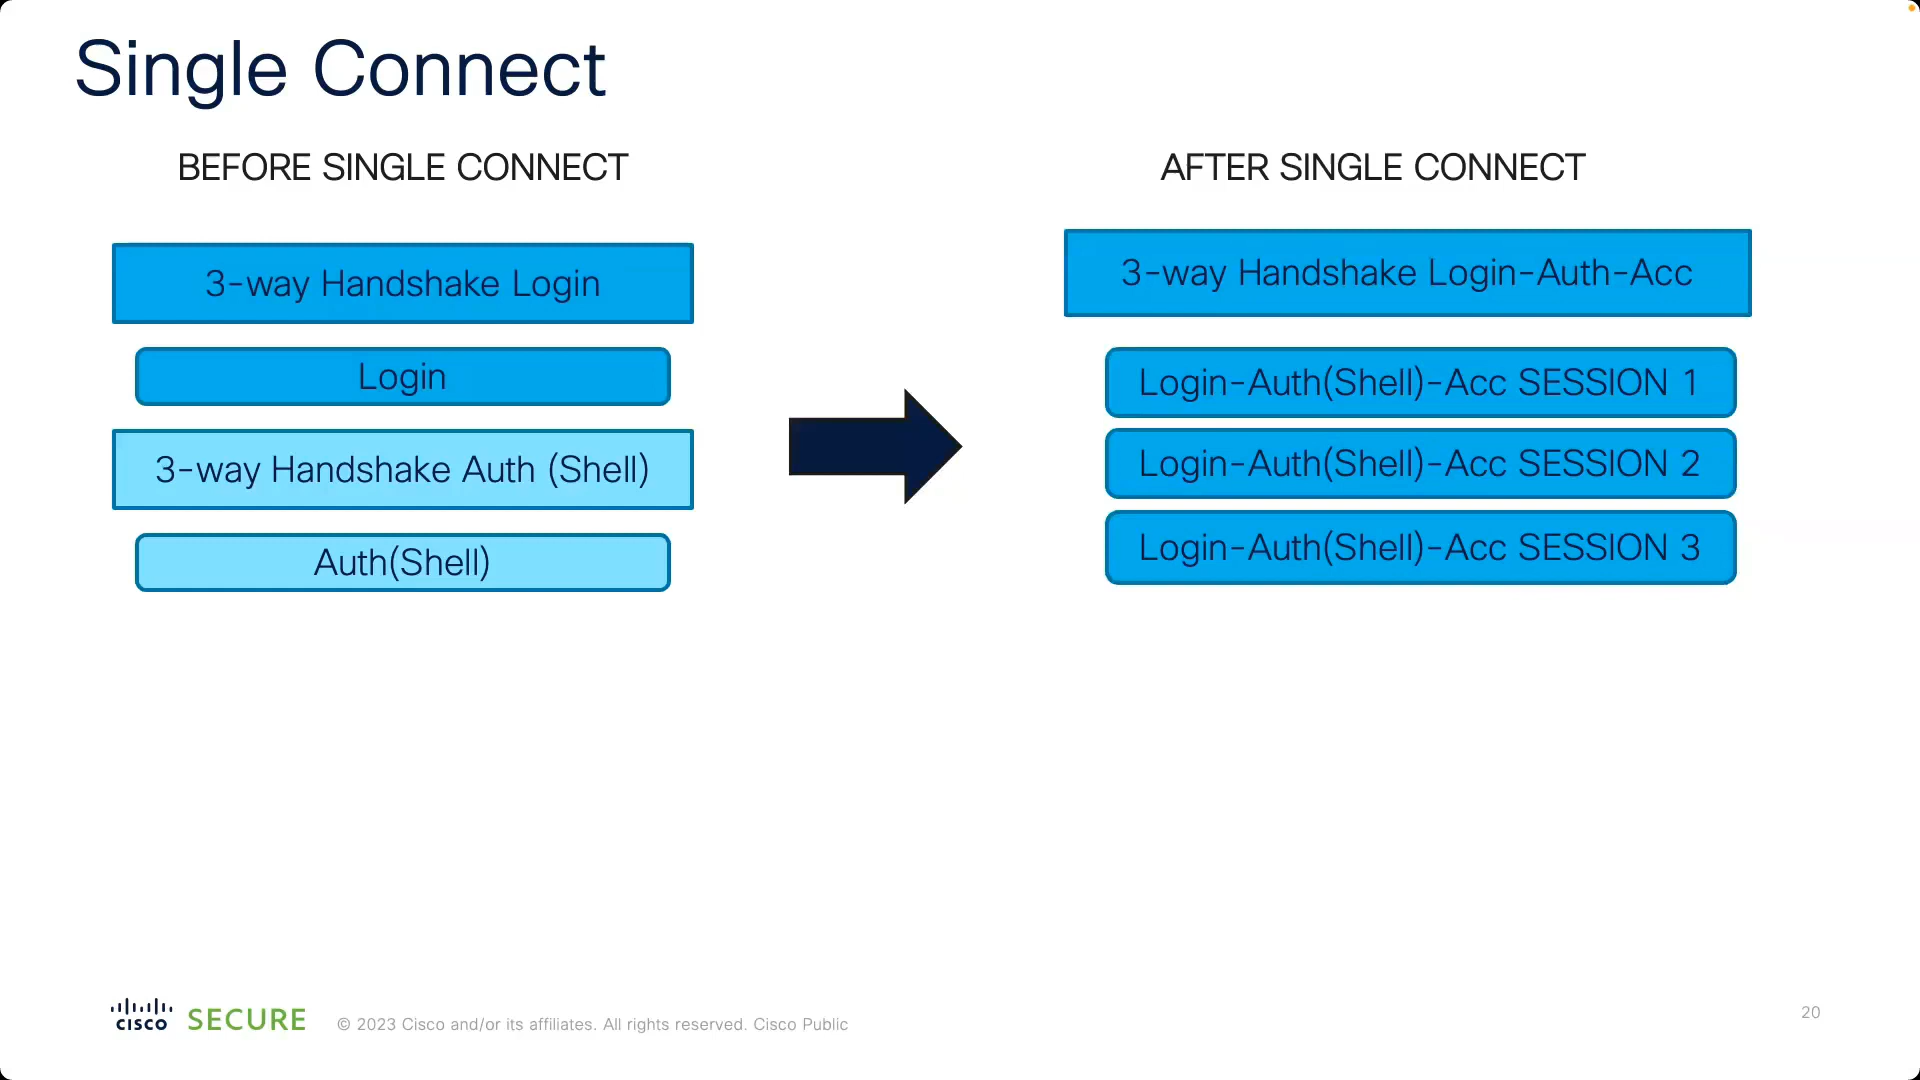 Single Connect
BEFORE SINGLE CONNECT
3-way Handshake Login
Login
3-way Handshake Auth (Shell)
Auth(Shell)
AFTER SINGLE CONNECT
3-way Handshake Login-Auth-Acc
Login-Auth(Shell)-Acc SESSION 1
Login-Auth(Shell)-Acc SESSION 2
Login-Auth(Shell)-Acc SESSION 3
CISCO SECURE
© 2023 Cisco and/or its affiliates. All rights reserved. Cisco Public
20